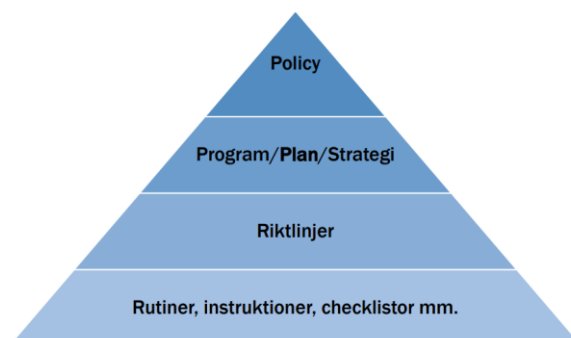 Policy
Program/Plan/Strategi
Riktlinjer
Rutiner, instruktioner, checklistor mm.